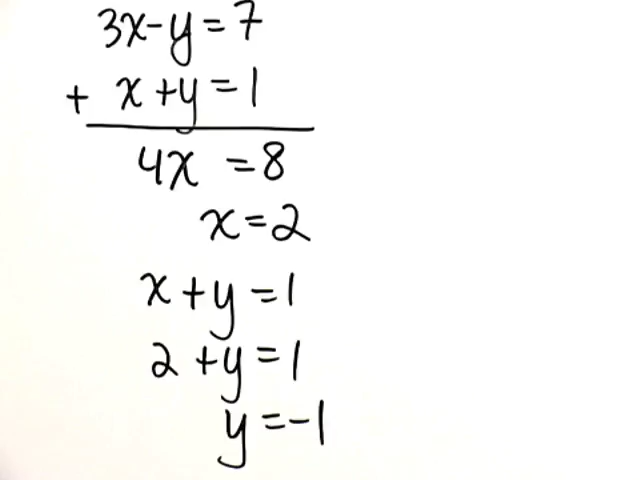 3x-y=7
+ x+y=1
4x =8
x=2
x+y=1
2+y=1
y=-1